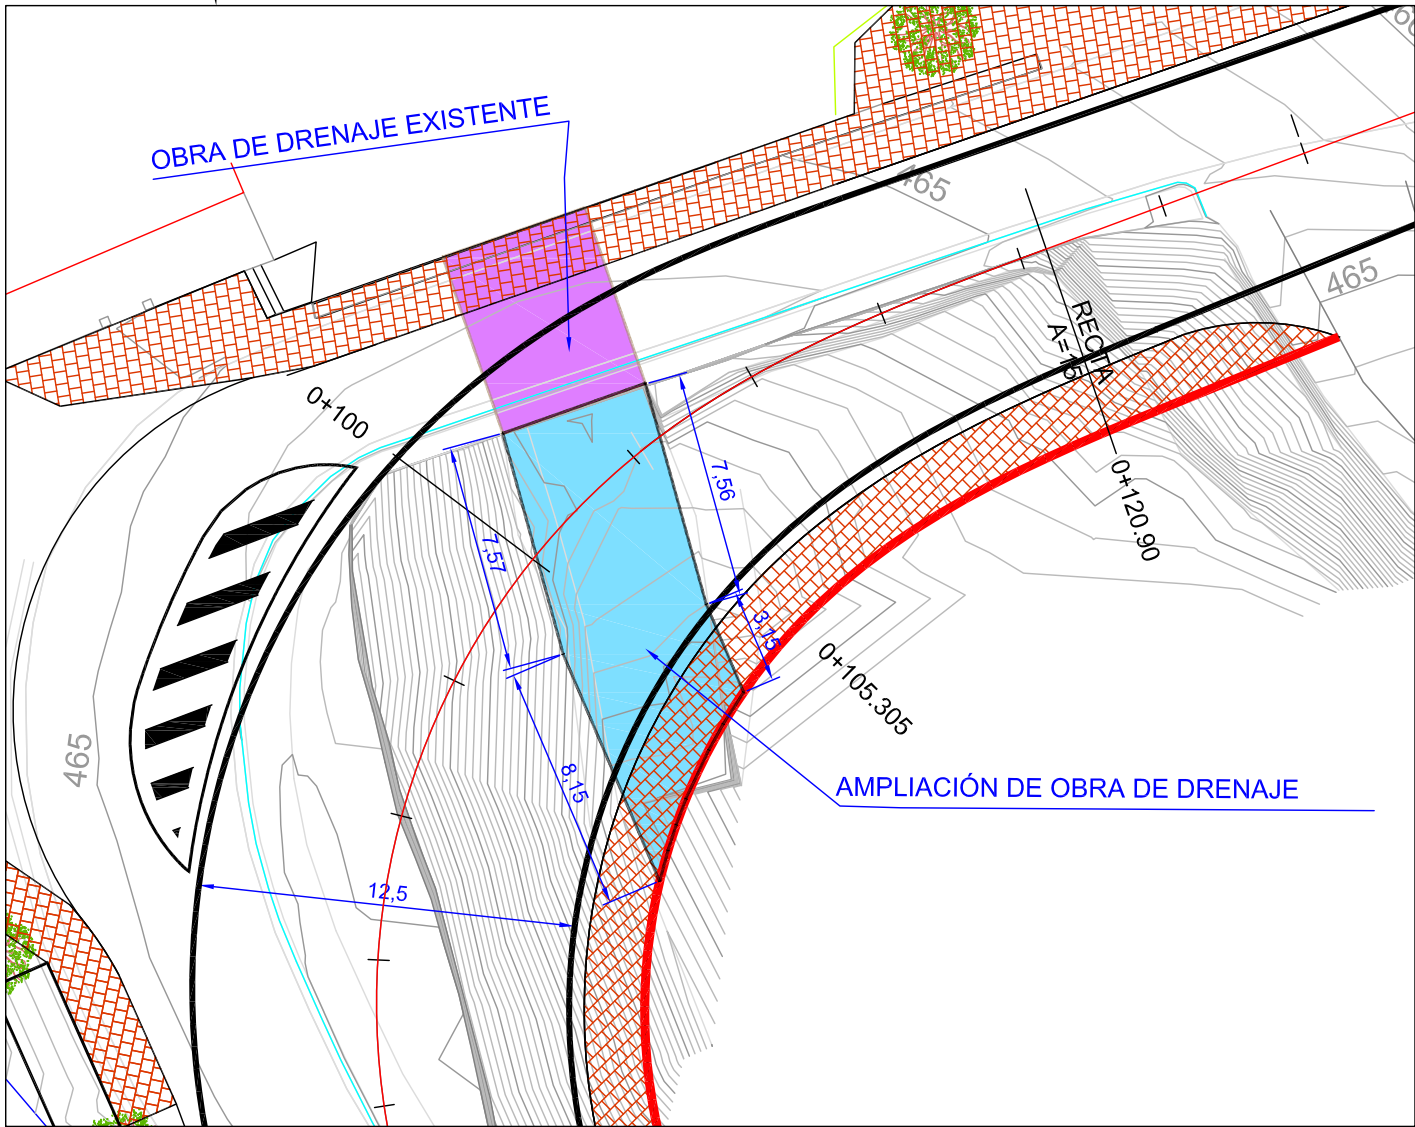 OBRA DE DRENAJE EXISTENTE
465
465
RECTA
A=15
0+100
7,56
7,57
0+120.90
3,15
0+105.305
465
8,15
AMPLIACIÓN DE OBRA DE DRENAJE
12,5